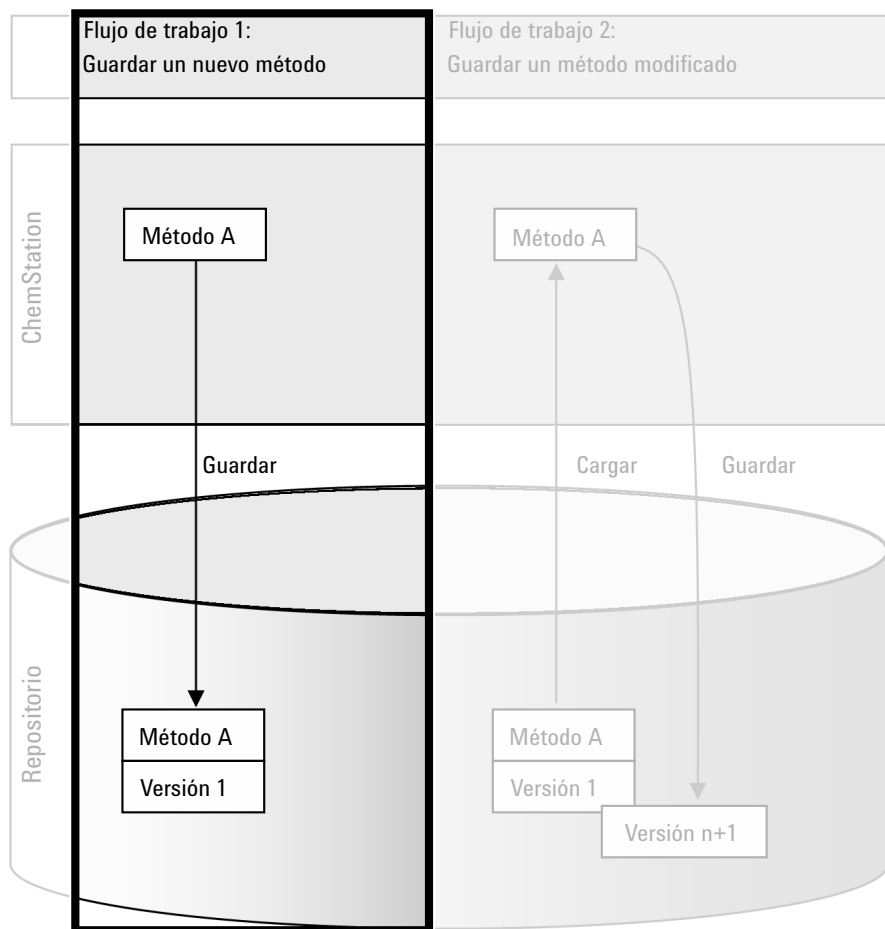 Flujo de trabajo 1:
Guardar un nuevo método
Flujo de trabajo 2:
Guardar un método modificado
ChemStation
Método A
Método A
Guardar
Cargar
Guardar
Repositorio
Método A
Versión 1
Método A
Versión 1
Versión n+1